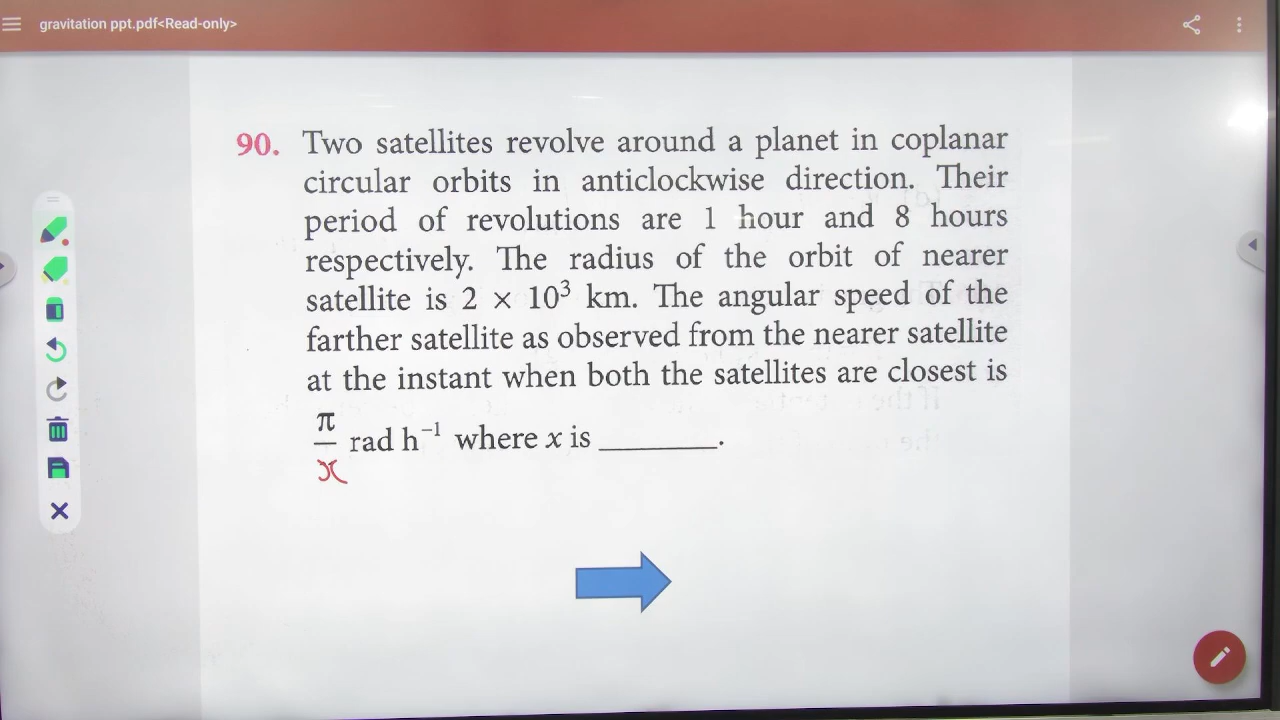 gravitation ppt.pdf<Read-only>
90. Two satellites revolve around a planet in coplanar
circular orbits in anticlockwise direction. Their
period of revolutions are 1 hour and 8 hours
respectively. The radius of the orbit of nearer
satellite is 2 × 10³ km. The angular speed of the
farther satellite as observed from the nearer satellite
at the instant when both the satellites are closest is
π/x rad h⁻¹ where x is ________.